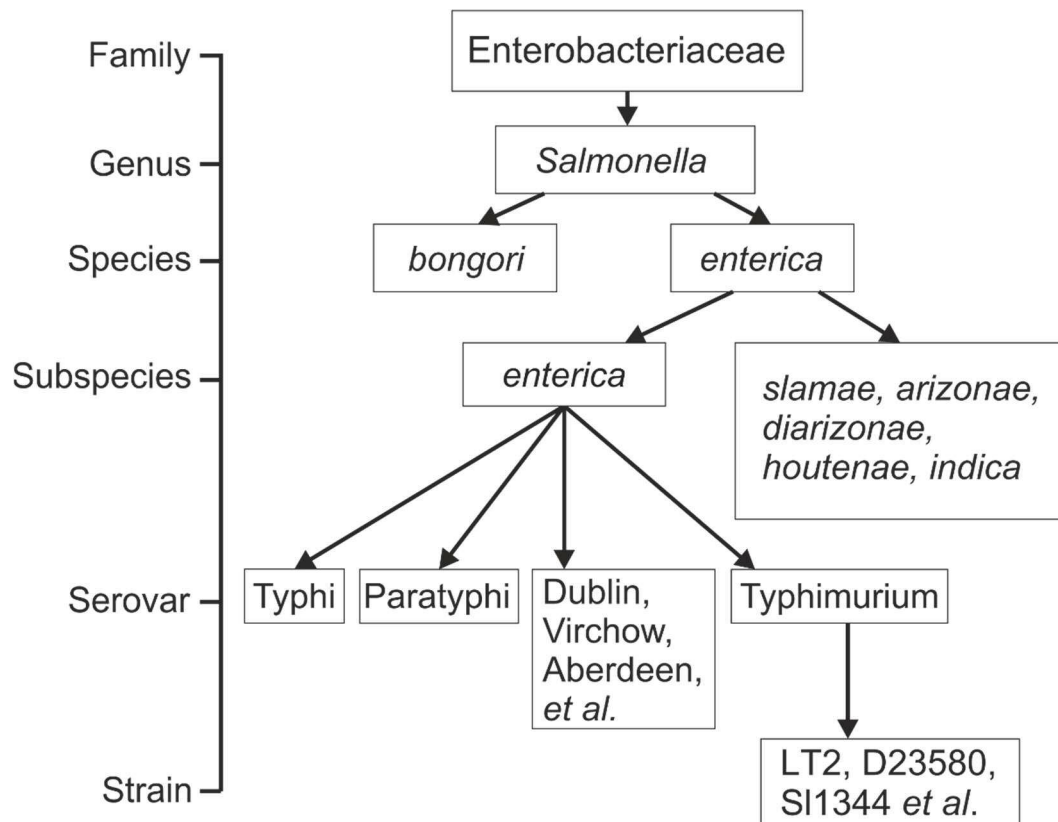 Family
Enterobacteriaceae
Genus
Salmonella
Species
bongori
enterica
Subspecies
enterica
slamae, arizonae,
diarizonae,
houtenae, indica
Serovar
Typhi
Paratyphi
Dublin,
Virchow,
Aberdeen,
et al.
Typhimurium
Strain
LT2, D23580,
Sl1344 et al.